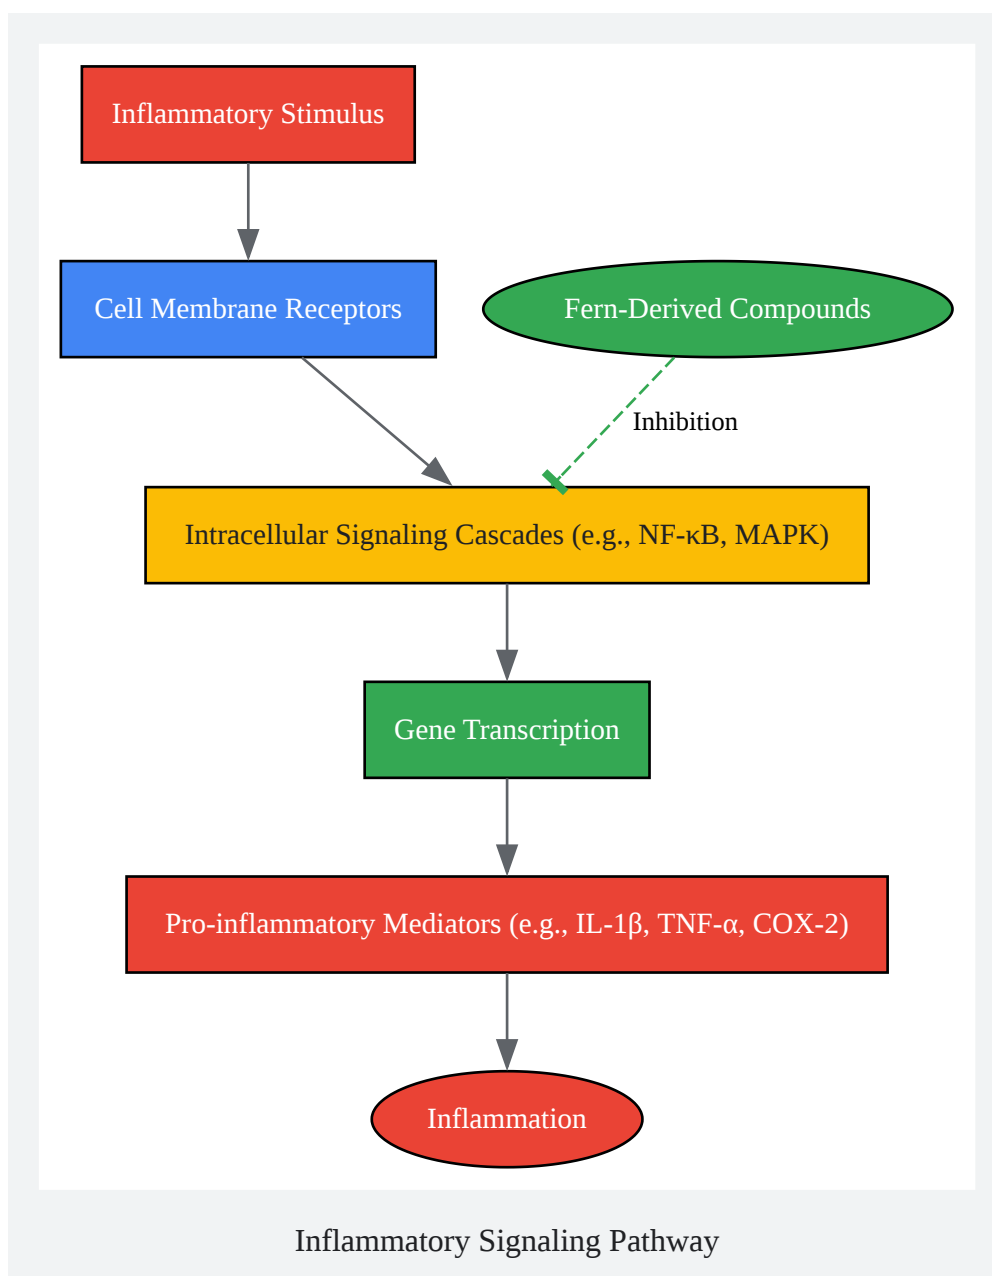 Inflammatory Stimulus
Cell Membrane Receptors
Fern-Derived Compounds
Inhibition
Intracellular Signaling Cascades (e.g., NF-κB, MAPK)
Gene Transcription
Pro-inflammatory Mediators (e.g., IL-1β, TNF-α, COX-2)
Inflammation
Inflammatory Signaling Pathway